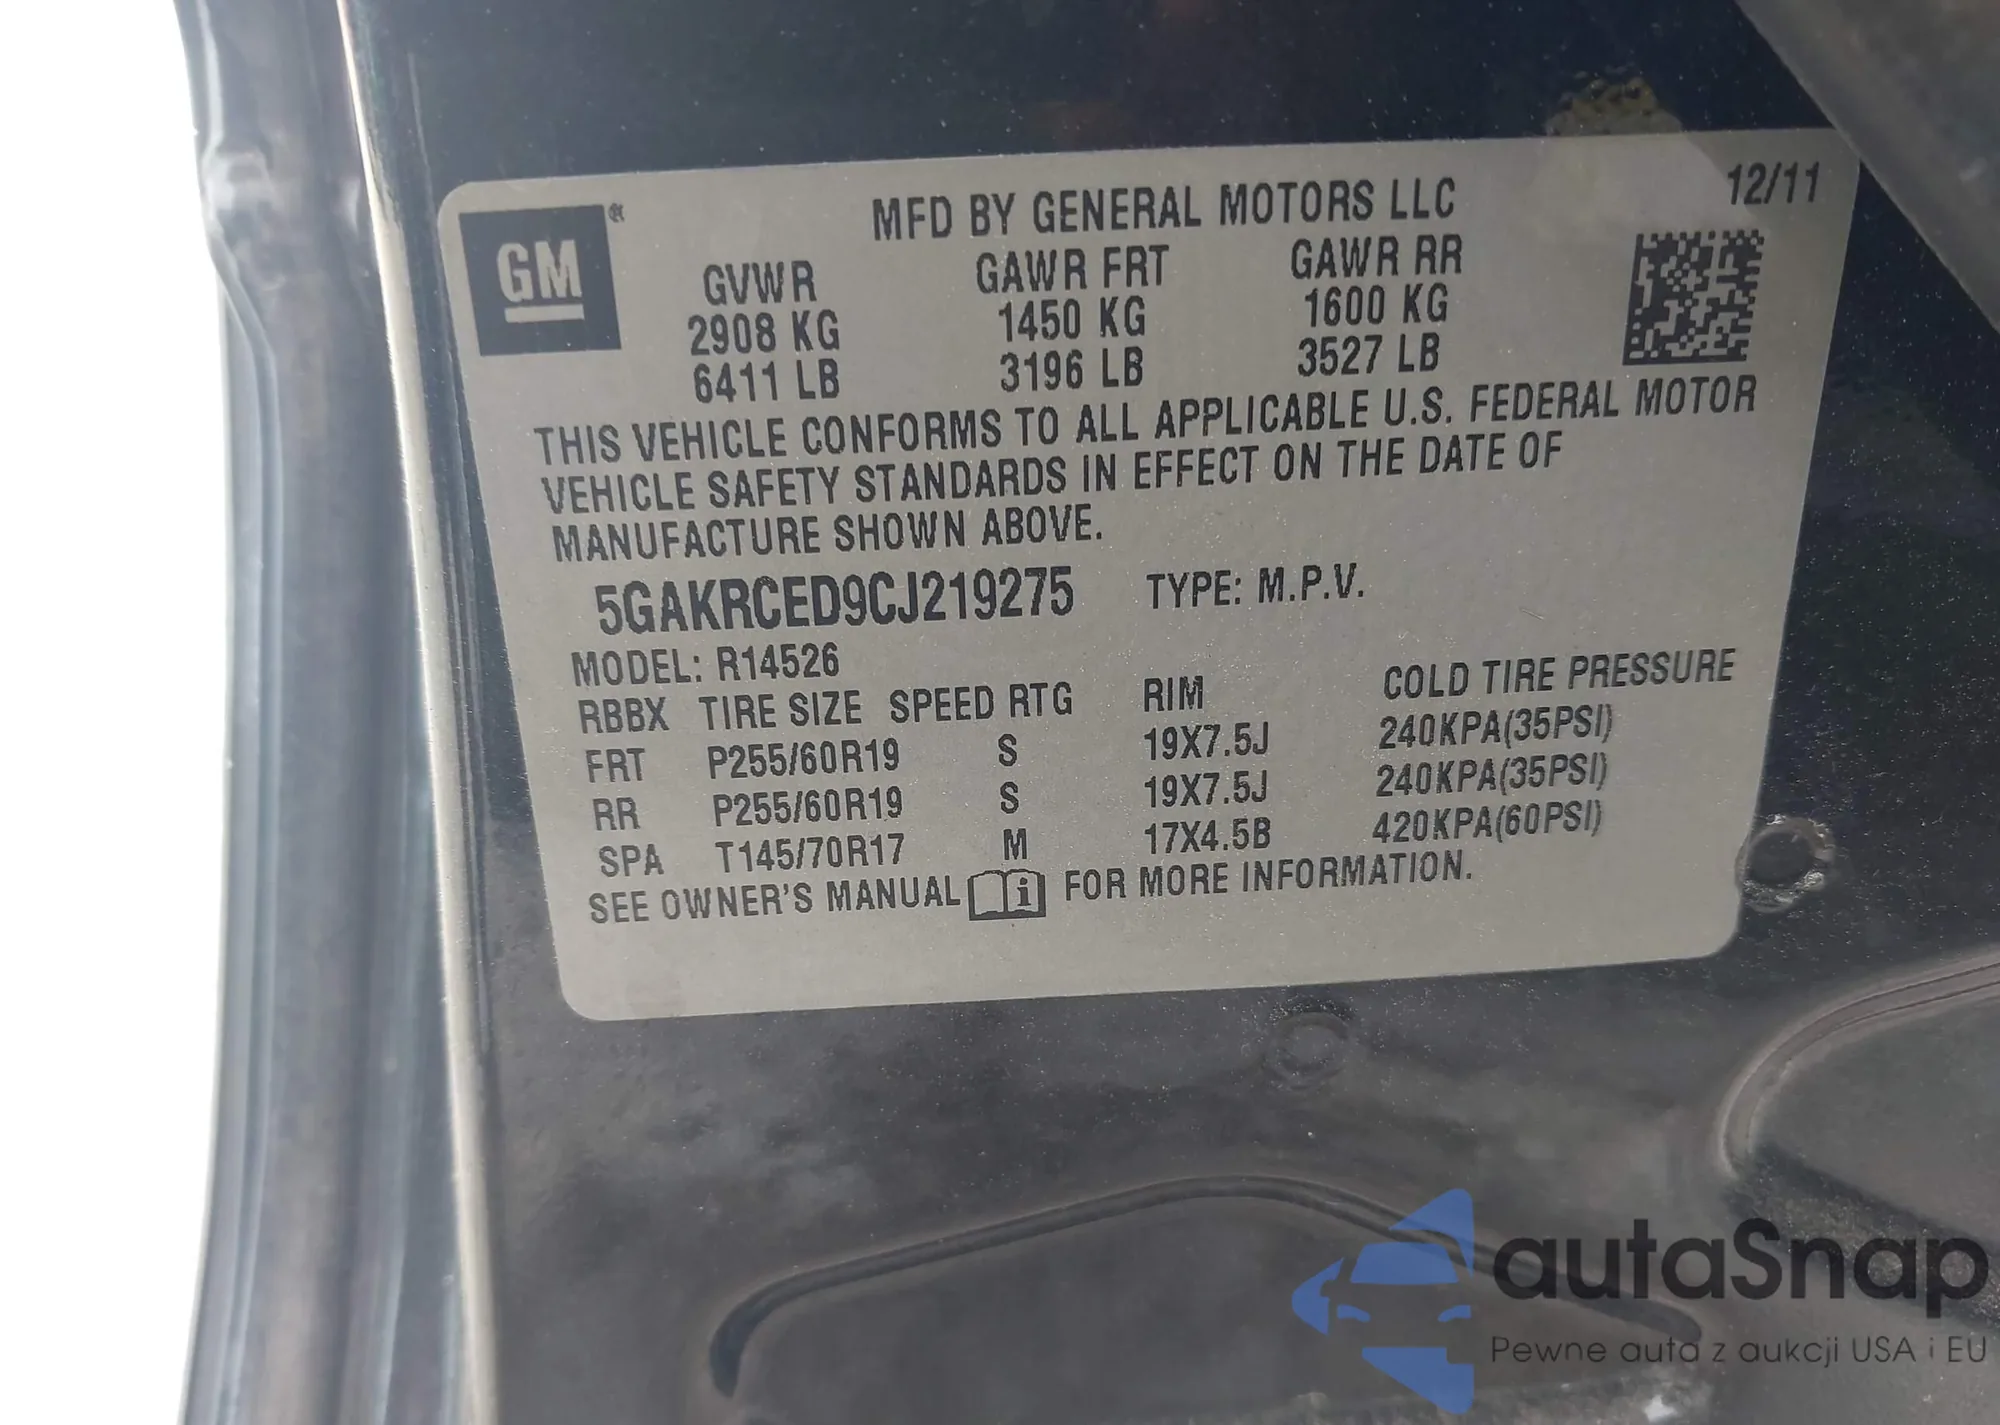 12/11
GM®
MFD BY GENERAL MOTORS LLC
GVWR GAWR FRT GAWR RR
2908 KG 1450 KG 1600 KG
6411 LB 3196 LB 3527 LB
THIS VEHICLE CONFORMS TO ALL APPLICABLE U.S. FEDERAL MOTOR
VEHICLE SAFETY STANDARDS IN EFFECT ON THE DATE OF
MANUFACTURE SHOWN ABOVE.
5GAKRCED9CJ219275 TYPE: M.P.V.
MODEL: R14526
RBBX TIRE SIZE SPEED RTG RIM COLD TIRE PRESSURE
FRT P255/60R19 S 19X7.5J 240KPA(35PSI)
RR P255/60R19 S 19X7.5J 240KPA(35PSI)
SPA T145/70R17 M 17X4.5B 420KPA(60PSI)
SEE OWNER'S MANUAL i FOR MORE INFORMATION.
autaSnap
Pewne auta z aukcji USA i EU